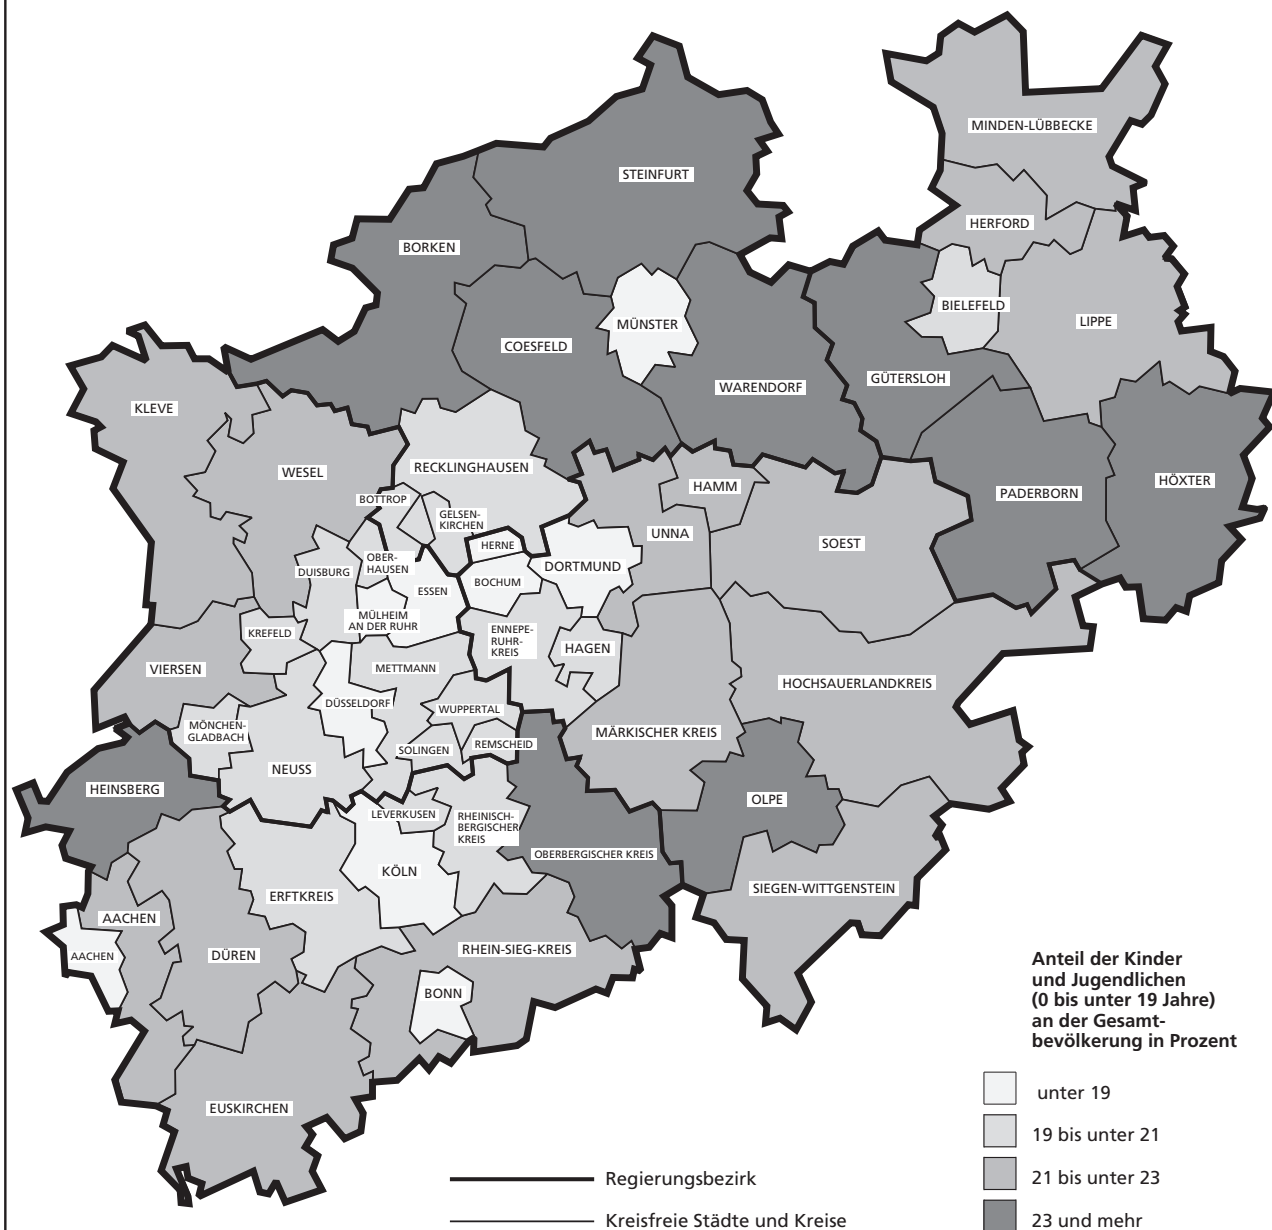 MINDEN-LÜBBECKE
STEINFURT
HERFORD
BORKEN
BIELEFELD
LIPPE
MÜNSTER
COESFELD
GÜTERSLOH
WARENDORF
KLEVE
RECKLINGHAUSEN
WESEL
HÖXTER
HAMM
PADERBORN
BOTTROP
GELSEN-
KIRCHEN
UNNA
SOEST
HERNE
OBER-
HAUSEN
DORTMUND
DUISBURG
BOCHUM
ESSEN
MÜLHEIM
AN DER RUHR
KREFELD
ENNEPE-
RUHR-
KREIS
HAGEN
VIERSEN
METTMANN
HOCHSAUERLANDKREIS
DÜSSELDORF
WUPPERTAL
MÖNCHEN-
GLADBACH
MÄRKISCHER KREIS
SOLINGEN
REMSCHEID
NEUSS
HEINSBERG
OLPE
LEVERKUSEN
RHEINISCH-
BERGISCHER
KREIS
OBERBERGISCHER KREIS
KÖLN
SIEGEN-WITTGENSTEIN
ERFTKREIS
AACHEN
RHEIN-SIEG-KREIS
AACHEN
DÜREN
BONN
EUSKIRCHEN
Anteil der Kinder
und Jugendlichen
(0 bis unter 19 Jahre)
an der Gesamt-
bevölkerung in Prozent
unter 19
19 bis unter 21
21 bis unter 23
23 und mehr
Regierungsbezirk
Kreisfreie Städte und Kreise